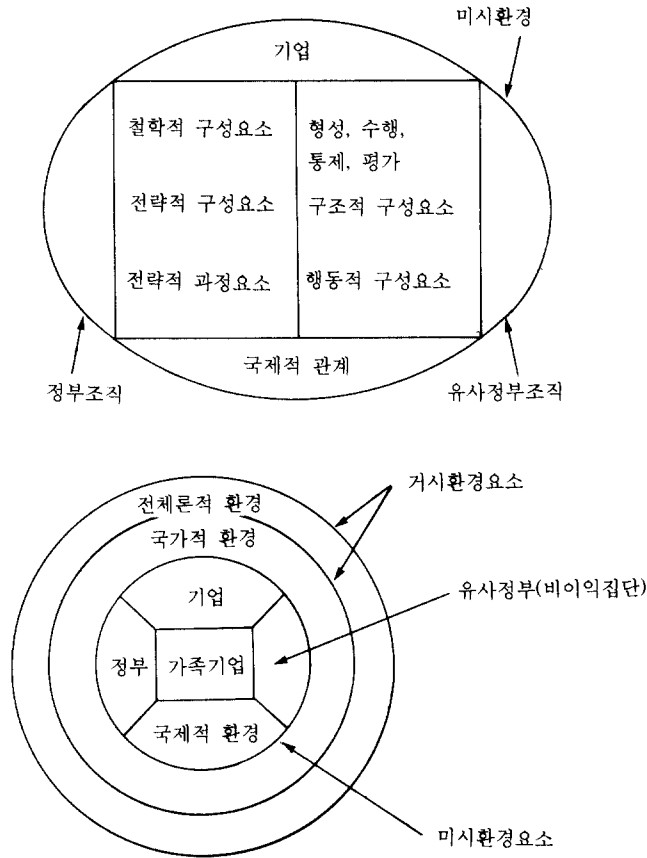 미시환경
기업
철학적 구성요소
형성, 수행,
통제, 평가
전략적 구성요소
구조적 구성요소
전략적 과정요소
행동적 구성요소
국제적 관계
정부조직
유사정부조직
거시환경요소
전체론적 환경
국가적 환경
유사정부(비이익집단)
기업
정부
가족기업
국제적 환경
미시환경요소